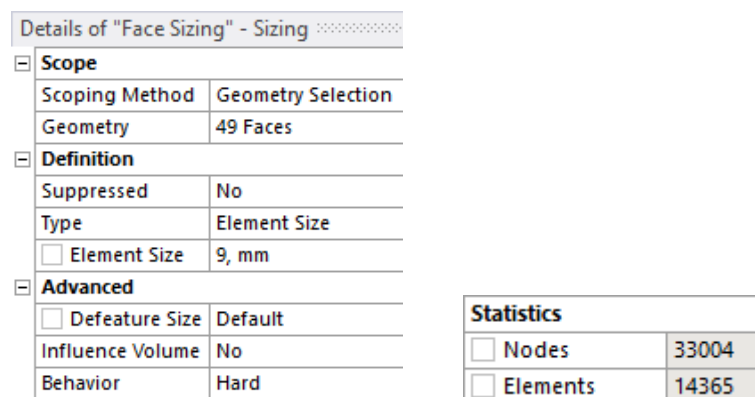 Details of "Face Sizing" - Sizing
Scope
Scoping Method Geometry Selection
Geometry 49 Faces
Definition
Suppressed No
Type Element Size
Element Size 9, mm
Advanced
Defeature Size Default
Influence Volume No
Behavior Hard
Statistics
Nodes 33004
Elements 14365